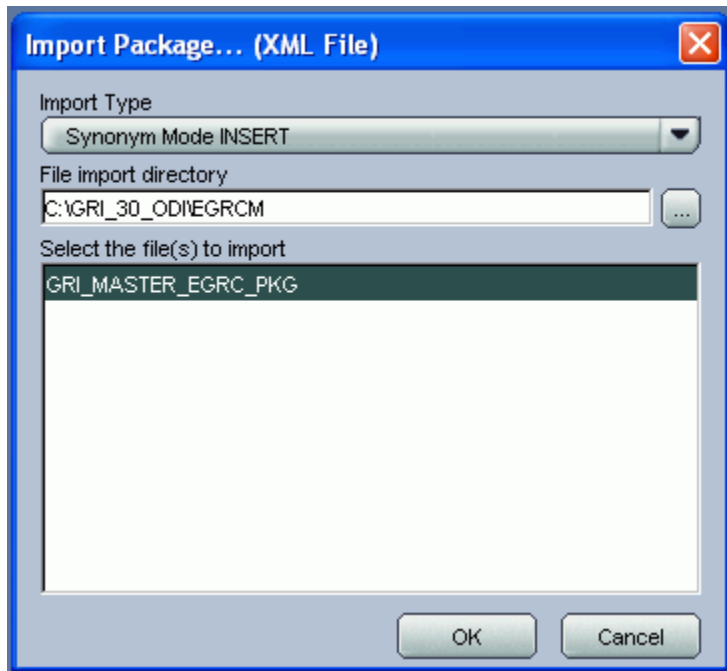 Import Package... (XML File)
Import Type
Synonym Mode INSERT
File import directory
C:\GRI_30_ODI\EGRCM
...
Select the file(s) to import
GRI_MASTER_EGRC_PKG
OK Cancel